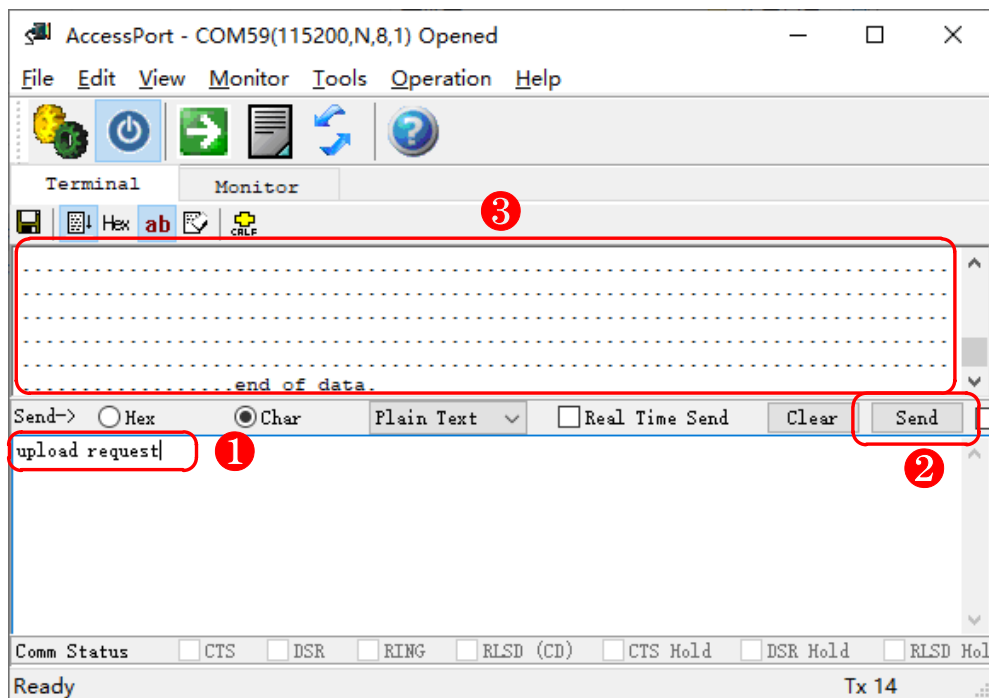 AccessPort - COM59(115200,N,8,1) Opened
File Edit View Monitor Tools Operation Help
Terminal Monitor
Hex ab CRLF
3
................................................................................
................................................................................
................................................................................
................................................................................
................................................................................
..................end of data.
Send-> Hex Char Plain Text Real Time Send Clear Send
upload request
1
2
Comm Status CTS DSR RING RLSD (CD) CTS Hold DSR Hold RLSD Hol
Ready Tx 14